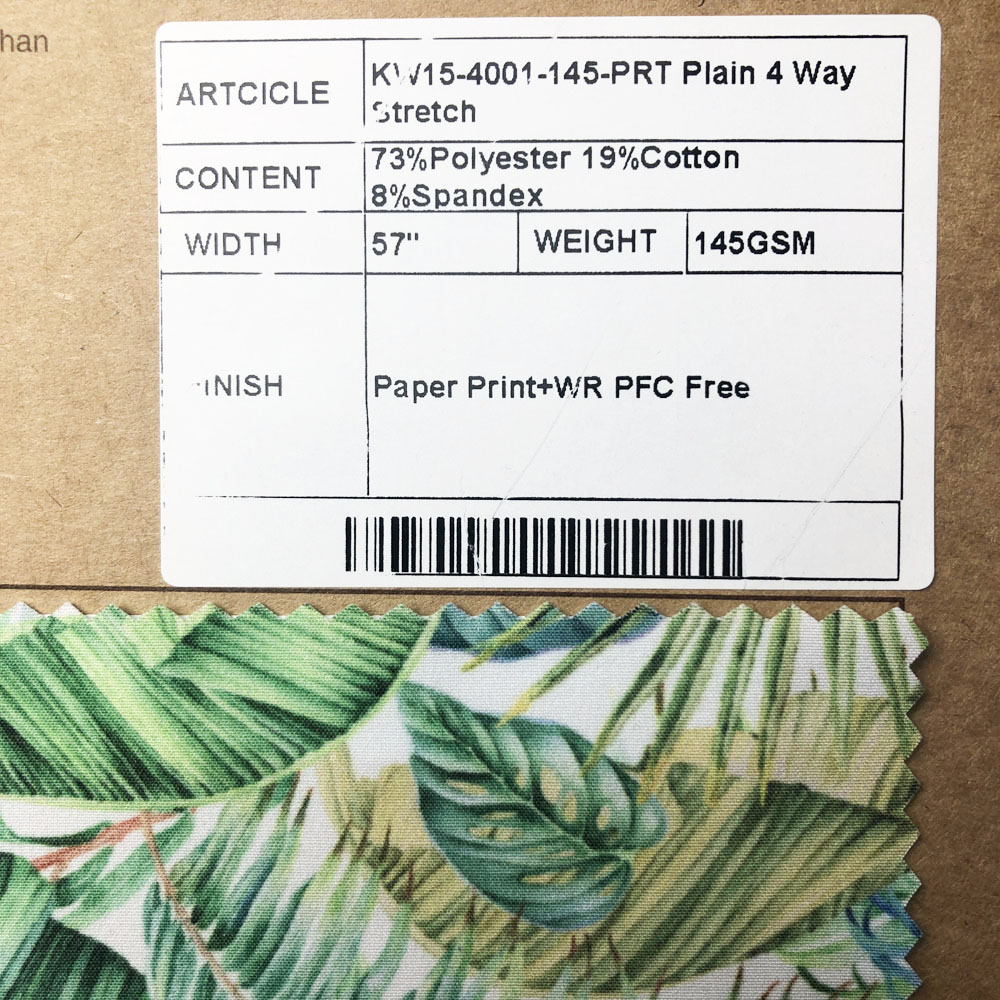 han
ARTCICLE
KW15-4001-145-PRT Plain 4 Way
Stretch
CONTENT
73%Polyester 19%Cotton
8%Spandex
WIDTH
57"
WEIGHT
145GSM
FINISH
Paper Print+WR PFC Free